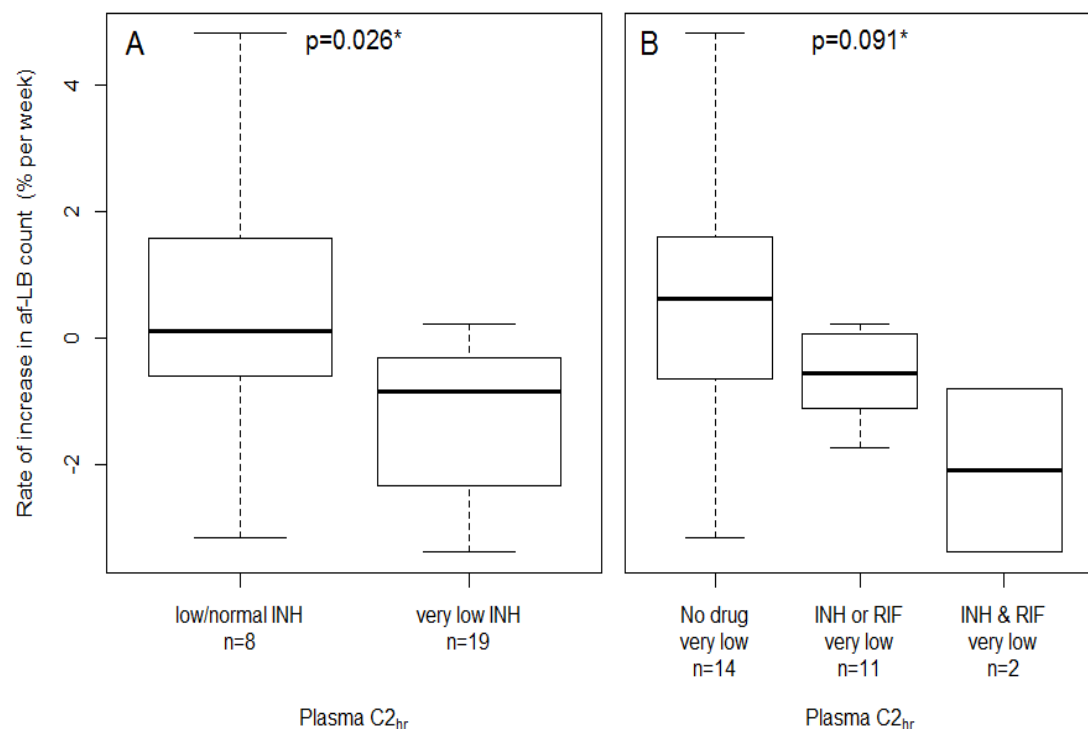 Rate of increase in af-LB count (% per week)
4
2
0
-2
A
p=0.026*
low/normal INH
n=8
very low INH
n=19
Plasma C2hr
B
p=0.091*
No drug
very low
n=14
INH or RIF
very low
n=11
INH & RIF
very low
n=2
Plasma C2hr